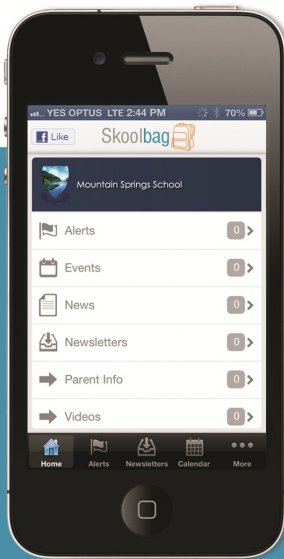 YES OPTUS LTE 2:44 PM 70%
f Like Skoolbag
Mountain Springs School
Alerts 0
Events 0
News 0
Newsletters 0
Parent Info 0
Videos 0
Home Alerts Newsletters Calendar More